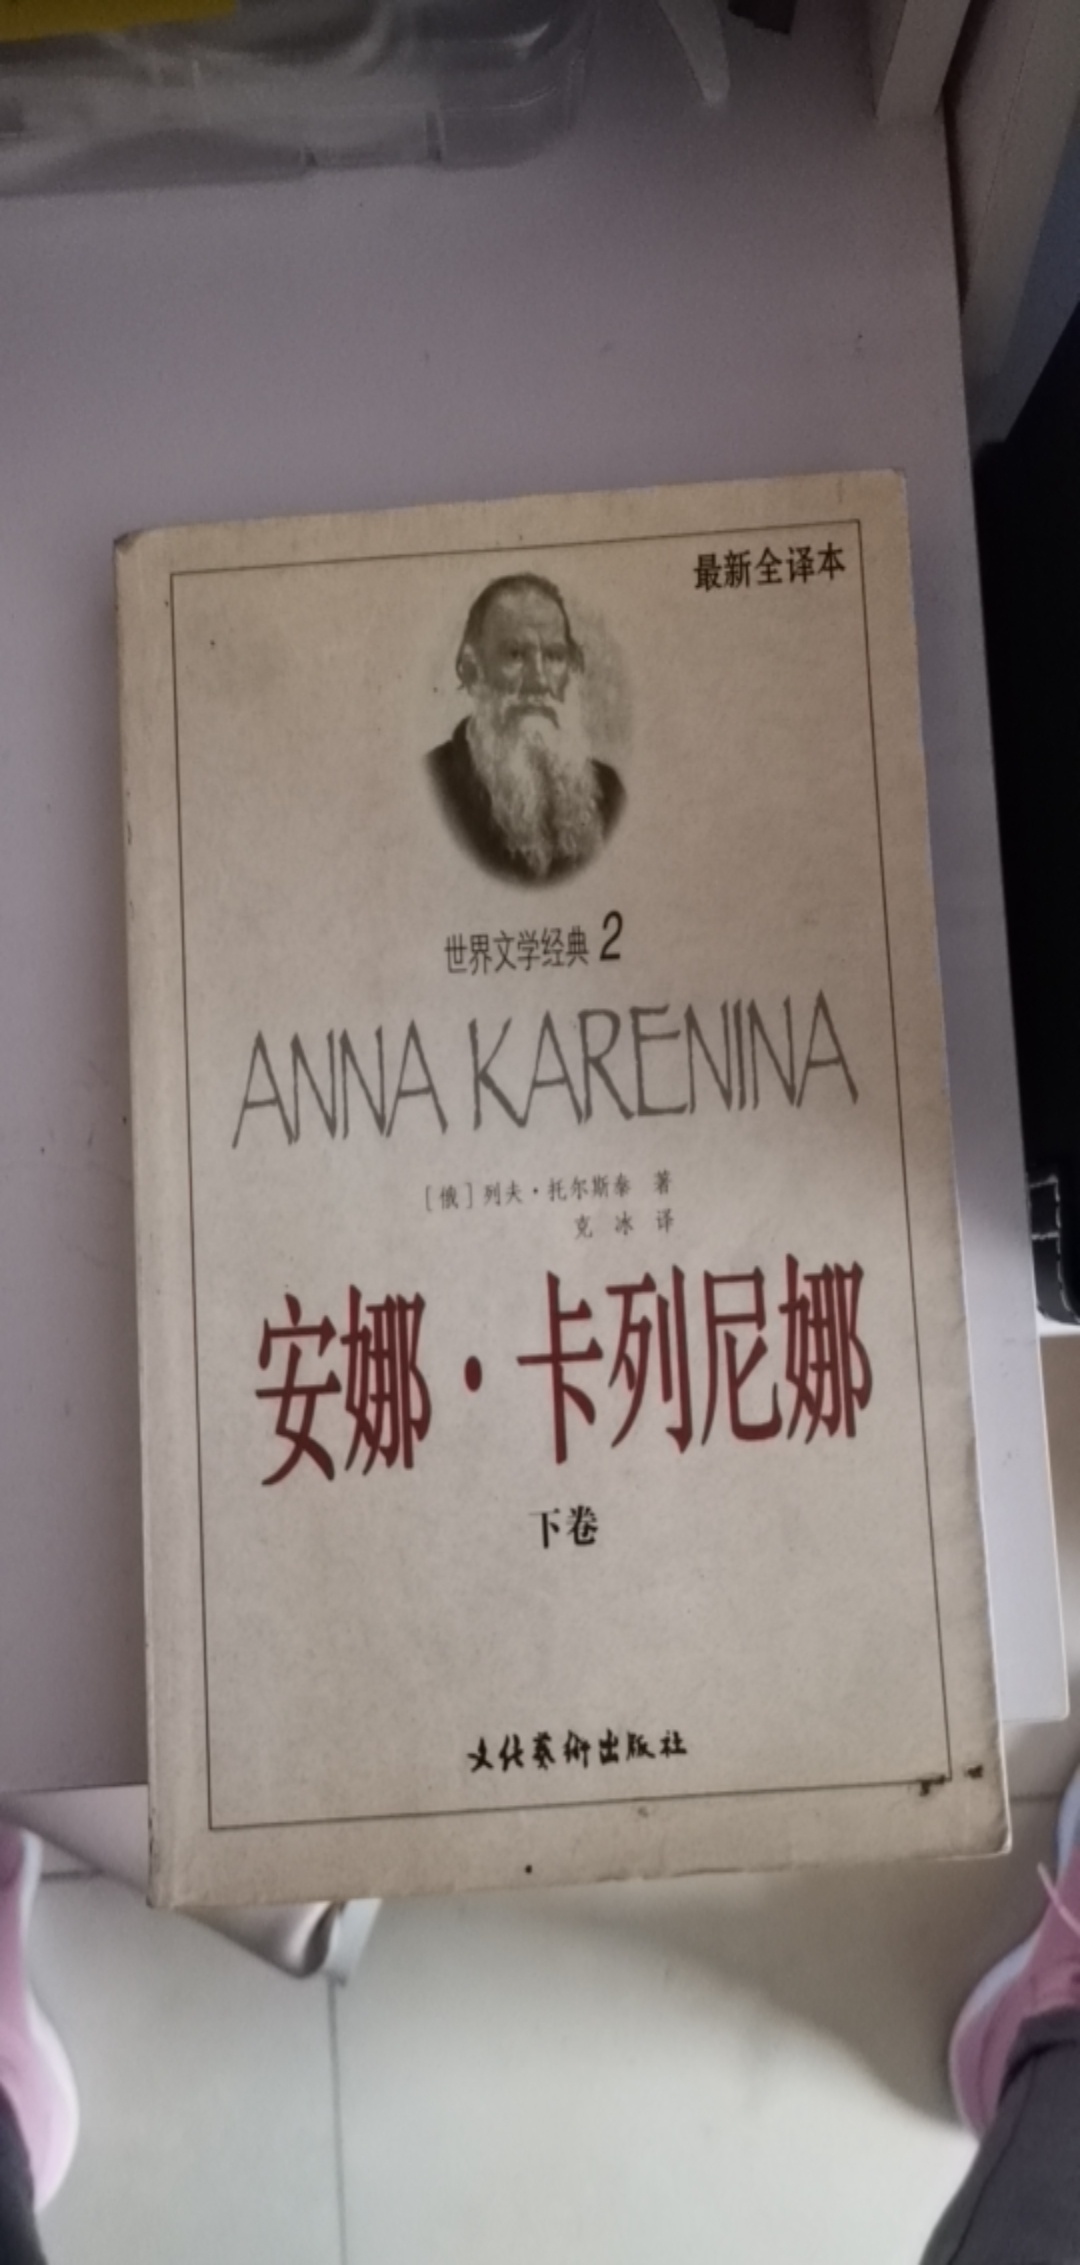 最新全译本
世界文学经典 2
ANNA KARENINA
[俄] 列夫·托尔斯泰 著
克 冰 译
安娜·卡列尼娜
下卷
文化艺术出版社